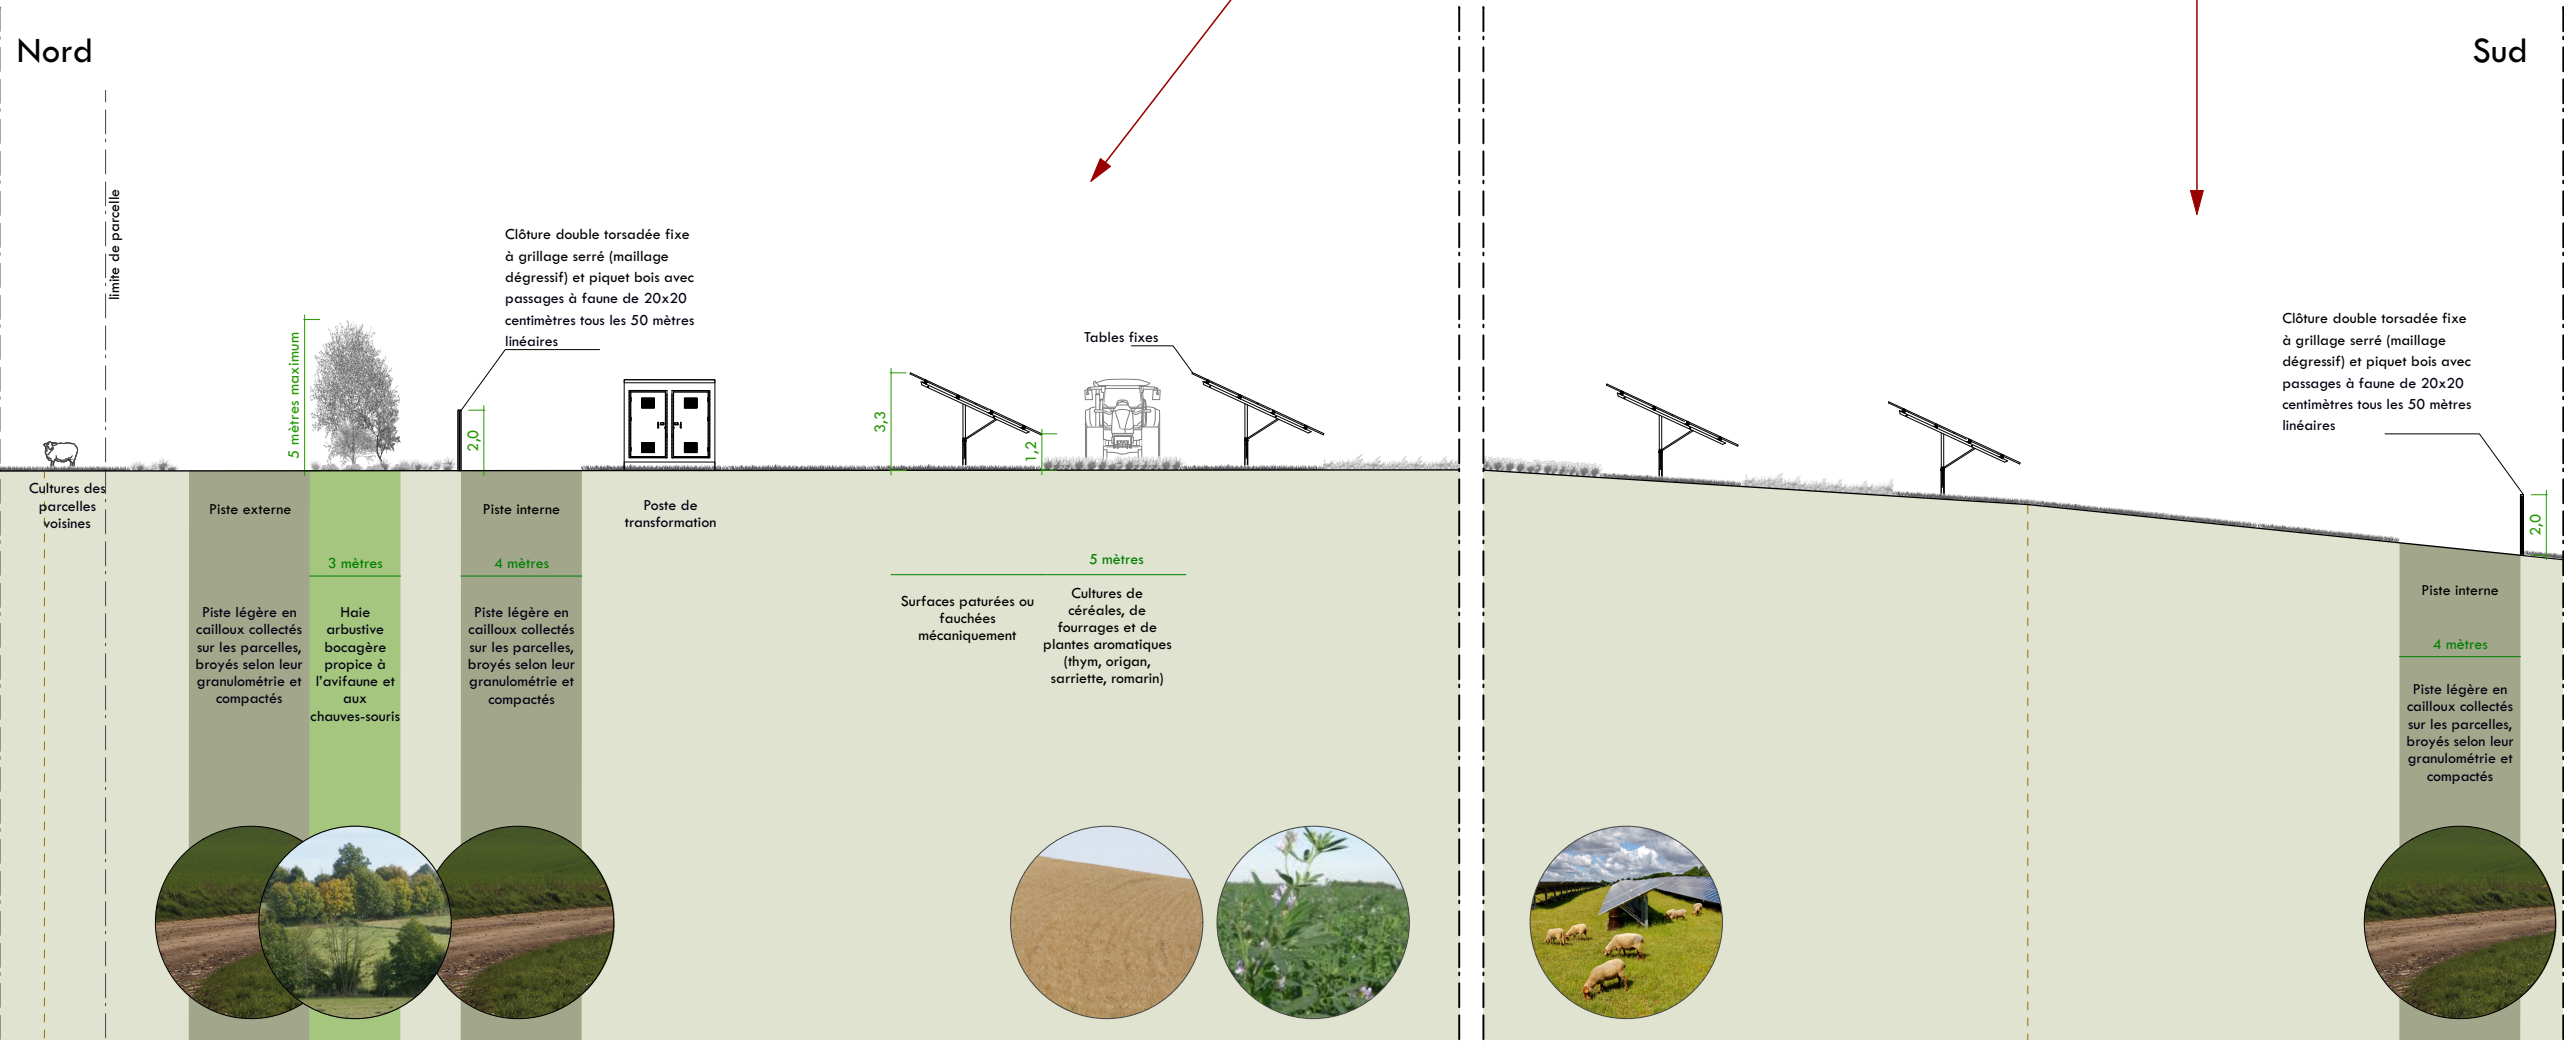 Nord
Sud
limite de parcelle
Clôture double torsadée fixe
à grillage serré (maillage
dégressif) et piquet bois avec
passages à faune de 20x20
centimètres tous les 50 mètres
linéaires
5 mètres maximum
2,0
3,3
1,2
Tables fixes
Clôture double torsadée fixe
à grillage serré (maillage
dégressif) et piquet bois avec
passages à faune de 20x20
centimètres tous les 50 mètres
linéaires
2,0
Cultures des
parcelles
voisines
Piste externe
Piste légère en
cailloux collectés
sur les parcelles,
broyés selon leur
granulométrie et
compactés
3 mètres
Haie
arbustive
bocagère
propice à
l'avifaune et
aux
chauves-souris
Piste interne
4 mètres
Piste légère en
cailloux collectés
sur les parcelles,
broyés selon leur
granulométrie et
compactés
Poste de
transformation
Surfaces paturées ou
fauchées
mécaniquement
5 mètres
Cultures de
céréales, de
fourrages et de
plantes aromatiques
(thym, origan,
sarriette, romarin)
Piste interne
4 mètres
Piste légère en
cailloux collectés
sur les parcelles,
broyés selon leur
granulométrie et
compactés